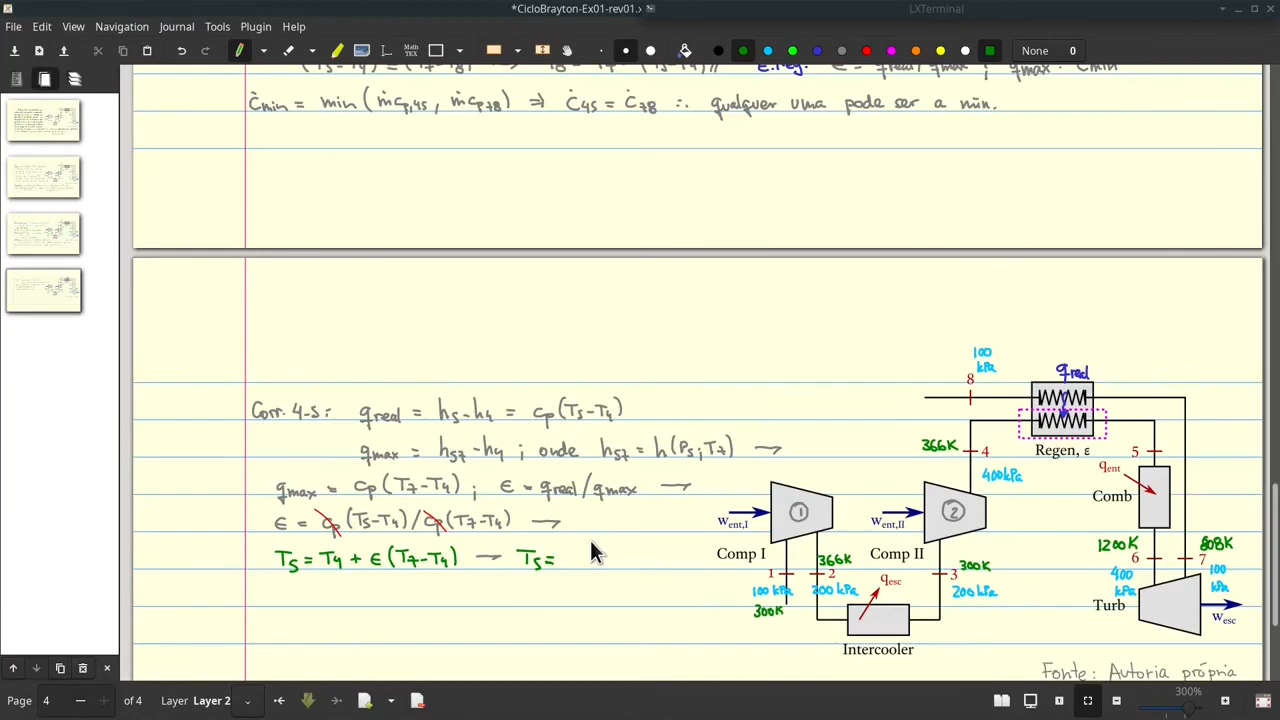 *CicloBrayton-Ex01-rev01.x
LXTerminal
File Edit View Navigation Journal Tools Plugin Help
MATH TEX
None 0
Ċmin = min (ṁcp,45, ṁcp,78) ⇒ Ċ45 = Ċ78 ∴ qualquer uma pode ser a mín.
Corr. 4-5: qreal = h5-h4 = cp(T5-T4)
qmax = h57-h4 ; onde h57 = h(P5;T7) →
qmax = cp(T7-T4) ; ε = qreal/qmax →
ε = cp(T5-T4)/cp(T7-T4) →
T5 = T4 + ε(T7-T4) → T5=
100 kPa
8
qreal
366K
4
Regen, ε
5
400kPa
qent
Comb
1
2
went,I
went,II
Comp I
Comp II
366K
300K
1200K
808K
1
2
3
6
7
100 kPa
200 kPa
qesc
200 kPa
400 kPa
100 kPa
300K
Turb
wesc
Intercooler
Fonte: Autoria própria
Page 4 of 4 Layer Layer 2
300%